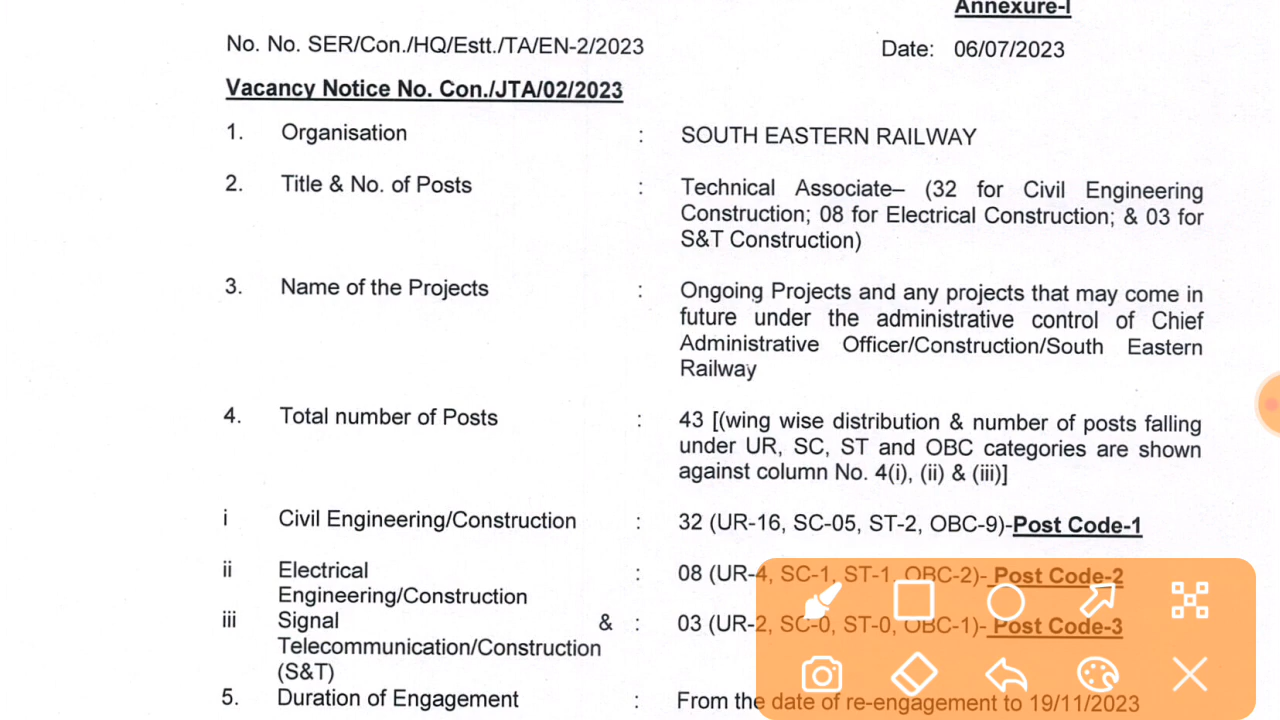 Annexure-I
No. No. SER/Con./HQ/Estt./TA/EN-2/2023
Date: 06/07/2023
Vacancy Notice No. Con./JTA/02/2023
1. Organisation : SOUTH EASTERN RAILWAY
2. Title & No. of Posts : Technical Associate– (32 for Civil Engineering
Construction; 08 for Electrical Construction; & 03 for
S&T Construction)
3. Name of the Projects : Ongoing Projects and any projects that may come in
future under the administrative control of Chief
Administrative Officer/Construction/South Eastern
Railway
4. Total number of Posts : 43 [(wing wise distribution & number of posts falling
under UR, SC, ST and OBC categories are shown
against column No. 4(i), (ii) & (iii)]
i Civil Engineering/Construction : 32 (UR-16, SC-05, ST-2, OBC-9)-Post Code-1
ii Electrical : 08 (UR-4, SC-1, ST-1, OBC-2)- Post Code-2
Engineering/Construction
iii Signal & : 03 (UR-2, SC-0, ST-0, OBC-1)- Post Code-3
Telecommunication/Construction
(S&T)
5. Duration of Engagement : From the date of re-engagement to 19/11/2023